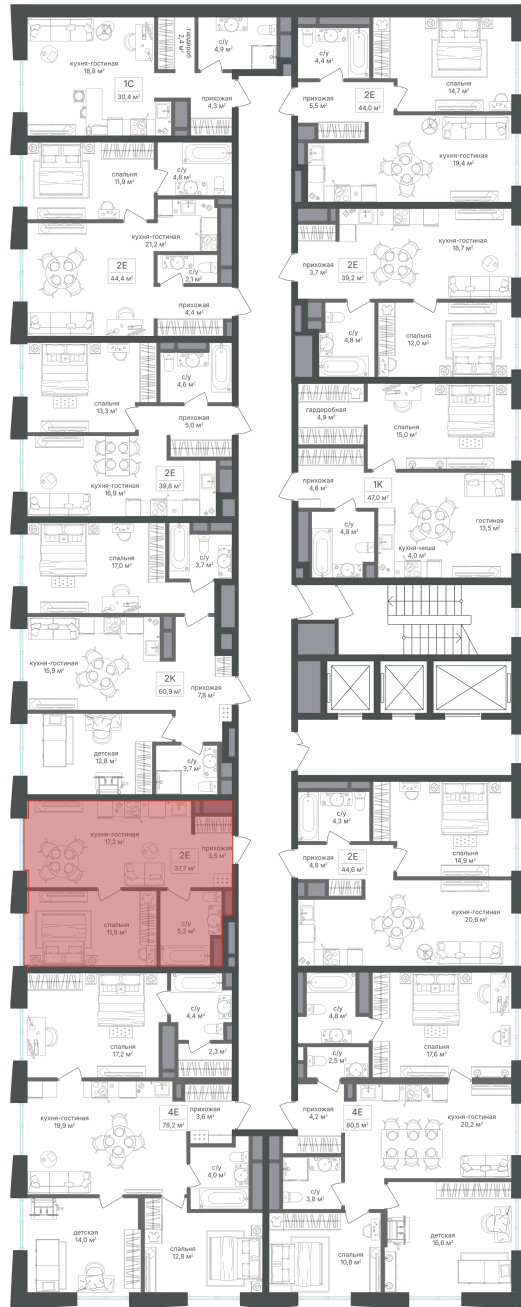 кухня-гостиная
18,8 м²
гардероб
2,4 м²
с/у
4,9 м²
1С
30,4 м²
прихожая
4,3 м²
с/у
4,4 м²
спальня
14,7 м²
прихожая
5,5 м²
2Е
44,0 м²
кухня-гостиная
19,4 м²
спальня
11,9 м²
с/у
4,8 м²
кухня-гостиная
21,2 м²
2Е
44,4 м²
с/у
2,1 м²
прихожая
4,4 м²
прихожая
3,7 м²
2Е
39,2 м²
кухня-гостиная
18,7 м²
с/у
4,8 м²
спальня
12,0 м²
спальня
13,3 м²
с/у
4,6 м²
прихожая
5,0 м²
2Е
39,8 м²
кухня-гостиная
16,9 м²
гардеробная
4,9 м²
спальня
15,0 м²
прихожая
4,8 м²
1К
47,0 м²
гостиная
13,5 м²
с/у
4,8 м²
кухня-ниша
4,0 м²
спальня
17,0 м²
с/у
3,7 м²
кухня-гостиная
15,9 м²
2К
60,9 м²
прихожая
7,8 м²
детская
12,8 м²
с/у
3,7 м²
кухня-гостиная
17,2 м²
2Е
37,7 м²
прихожая
3,5 м²
спальня
11,8 м²
с/у
5,2 м²
с/у
4,3 м²
прихожая
4,8 м²
2Е
44,6 м²
спальня
14,9 м²
кухня-гостиная
20,6 м²
спальня
17,2 м²
с/у
4,4 м²
2,3 м²
с/у
4,8 м²
с/у
2,5 м²
спальня
17,6 м²
кухня-гостиная
19,9 м²
4Е
78,2 м²
прихожая
3,6 м²
с/у
4,0 м²
прихожая
4,2 м²
4Е
80,5 м²
кухня-гостиная
20,2 м²
с/у
3,8 м²
детская
14,0 м²
спальня
12,8 м²
спальня
10,8 м²
детская
16,6 м²